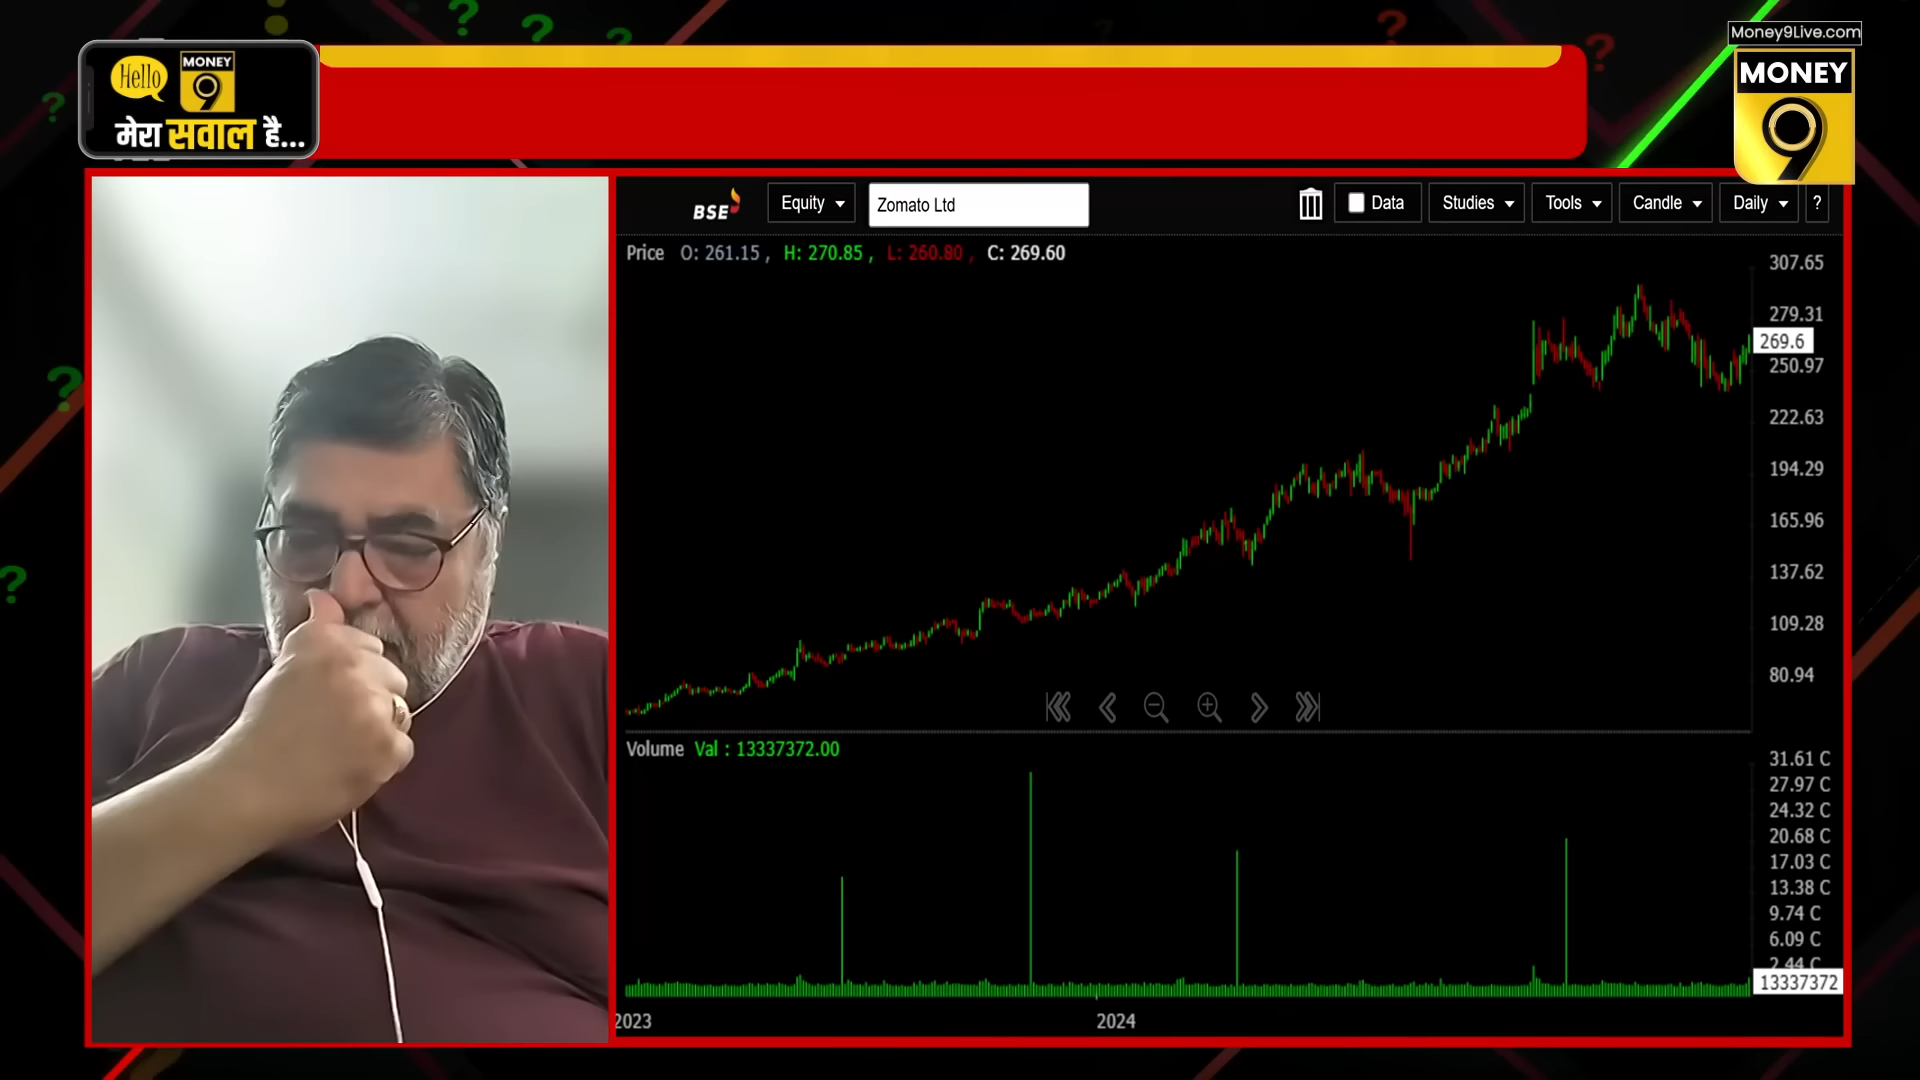 Money9Live.com
MONEY
9
Hello
MONEY
9
मेरा सवाल है...
BSE
Equity
Zomato Ltd
Data
Studies
Tools
Candle
Daily
?
Price O: 261.15 , H: 270.85 , L: 260.80 , C: 269.60
307.65
279.31
269.6
250.97
222.63
194.29
165.96
137.62
109.28
80.94
Volume Val : 13337372.00
31.61 C
27.97 C
24.32 C
20.68 C
17.03 C
13.38 C
9.74 C
6.09 C
2.44 C
13337372
2023
2024